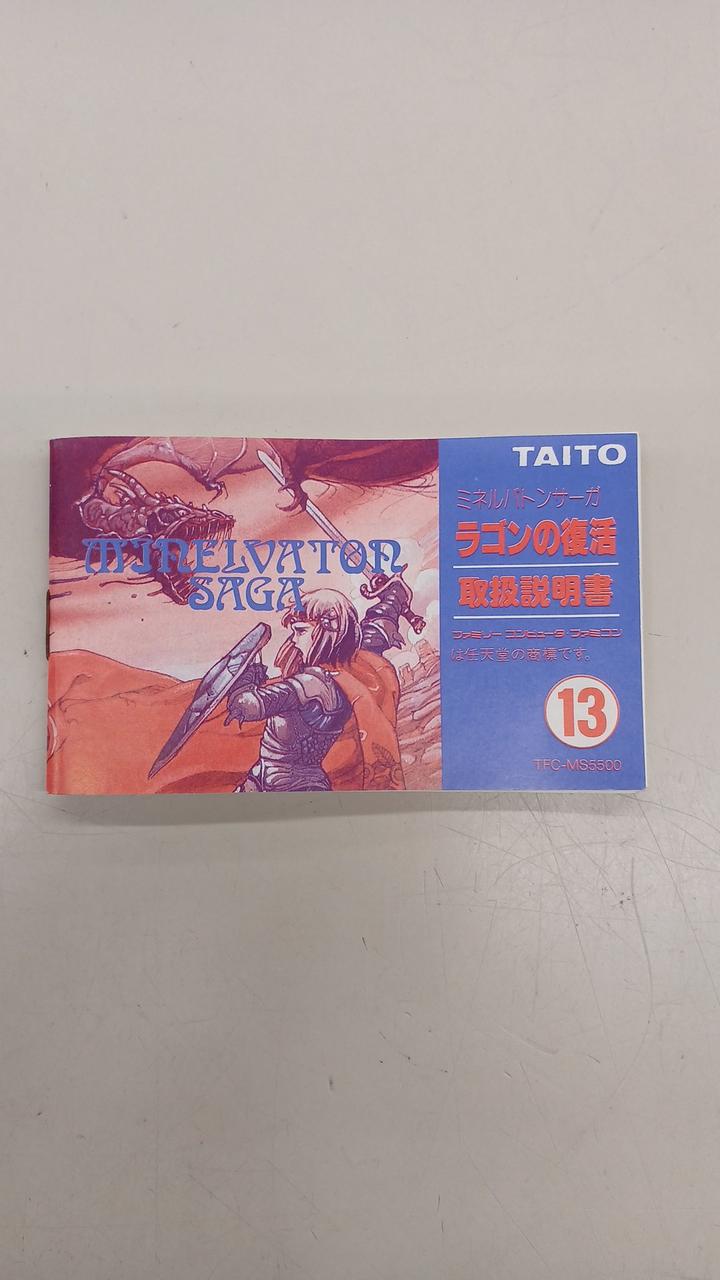 MINELVATON
SAGA
TAITO
ミネルバトンサーガ
ラゴンの復活
取扱説明書
ファミリーコンピュータ ファミコン
は任天堂の商標です。
13
TFC-MS5500